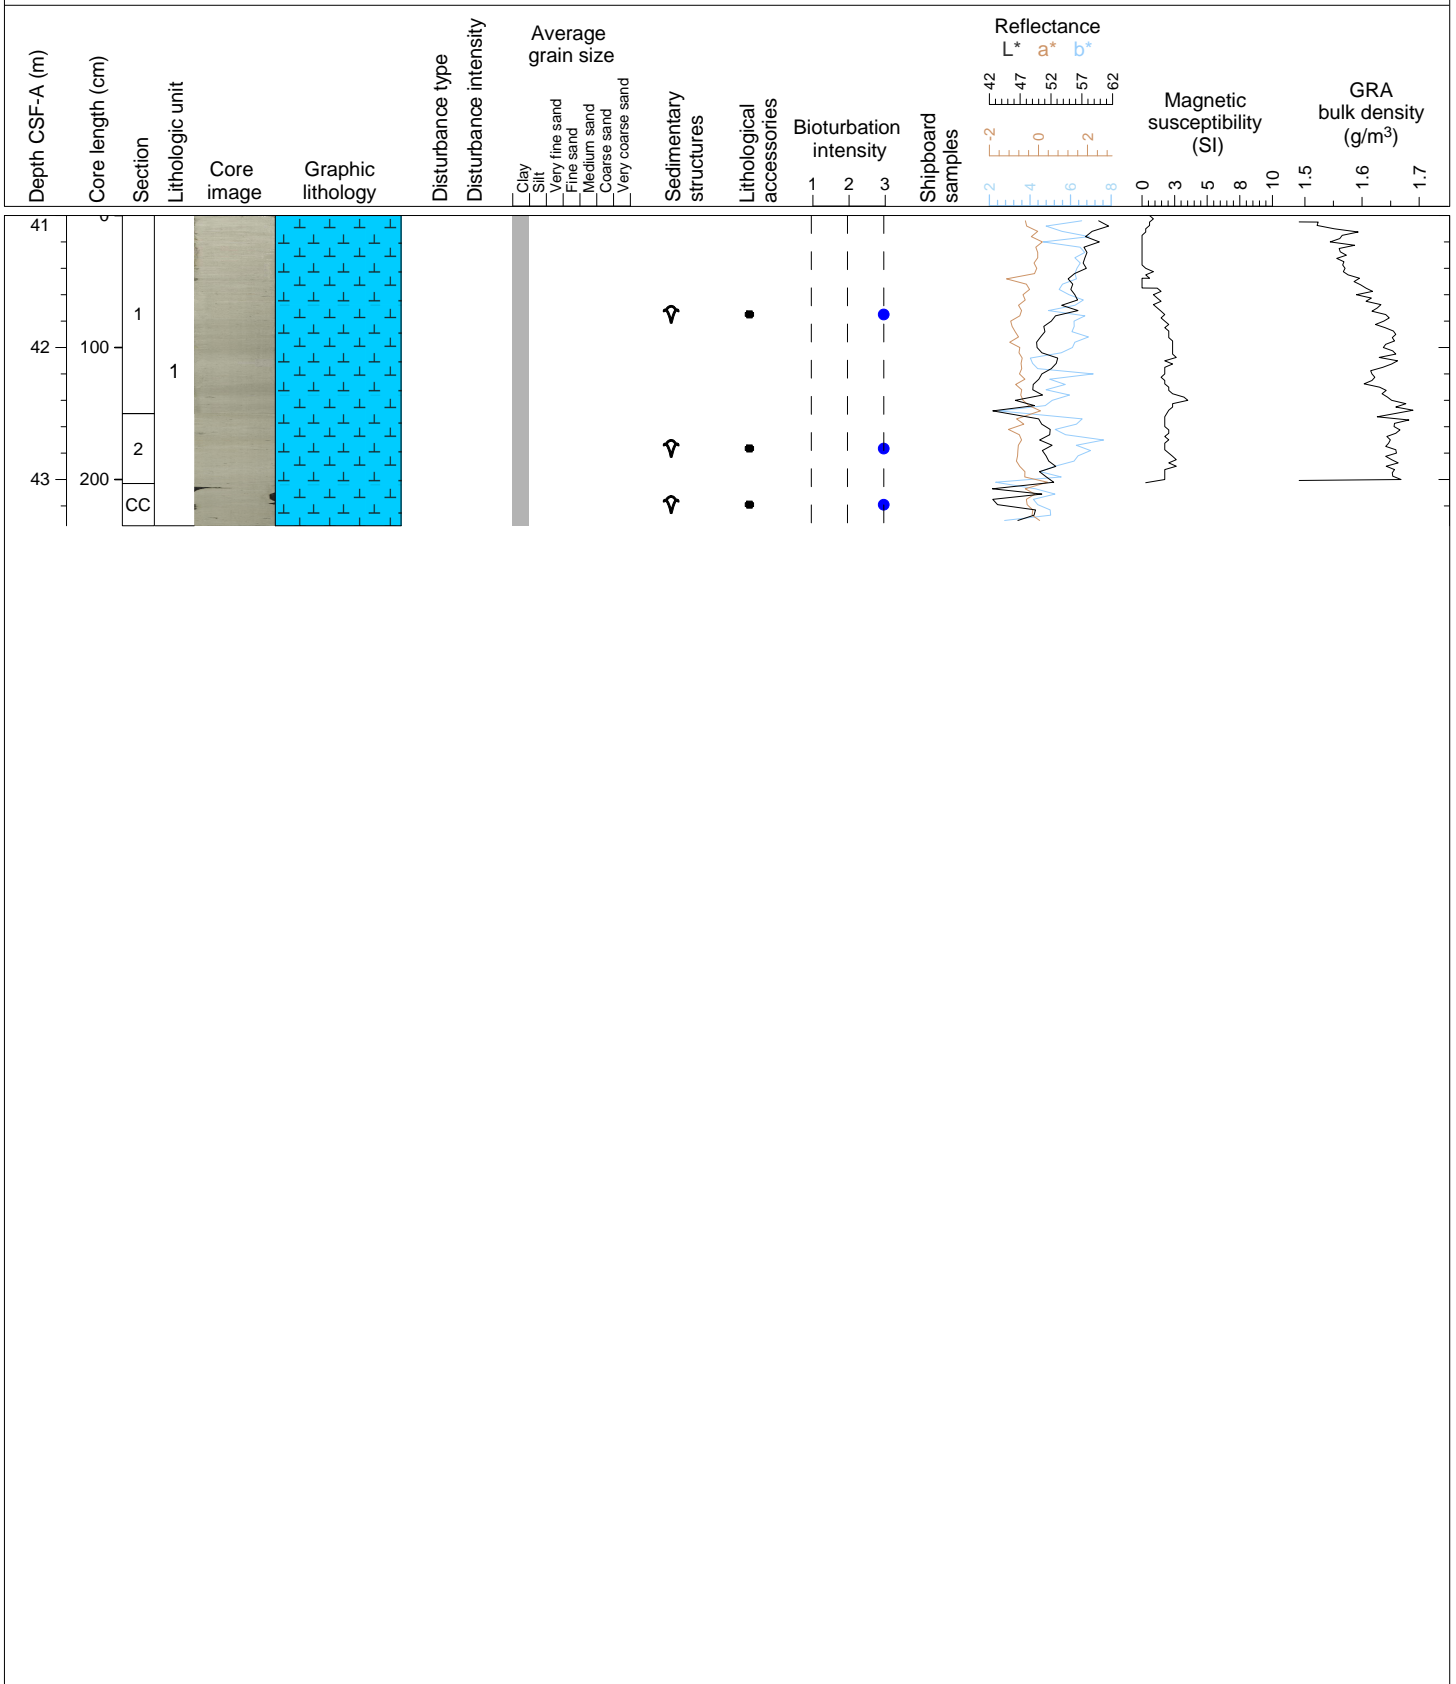 Depth CSF-A (m)
Core length (cm)
Section
Lithologic unit
Core
image
Graphic
lithology
Disturbance type
Disturbance intensity
Average
grain size
Clay
Silt
Very fine sand
Fine sand
Medium sand
Coarse sand
Very coarse sand
Sedimentary
structures
Lithological
accessories
Bioturbation
intensity
1 2 3
Shipboard
samples
Reflectance
L* a* b*
42 47 52 57 62
-2 0 2
2 4 6 8
Magnetic
susceptibility
(SI)
0 3 5 8 10
GRA
bulk density
(g/m³)
1.5 1.6 1.7
41
42
43
0
100
200
1
2
CC
1